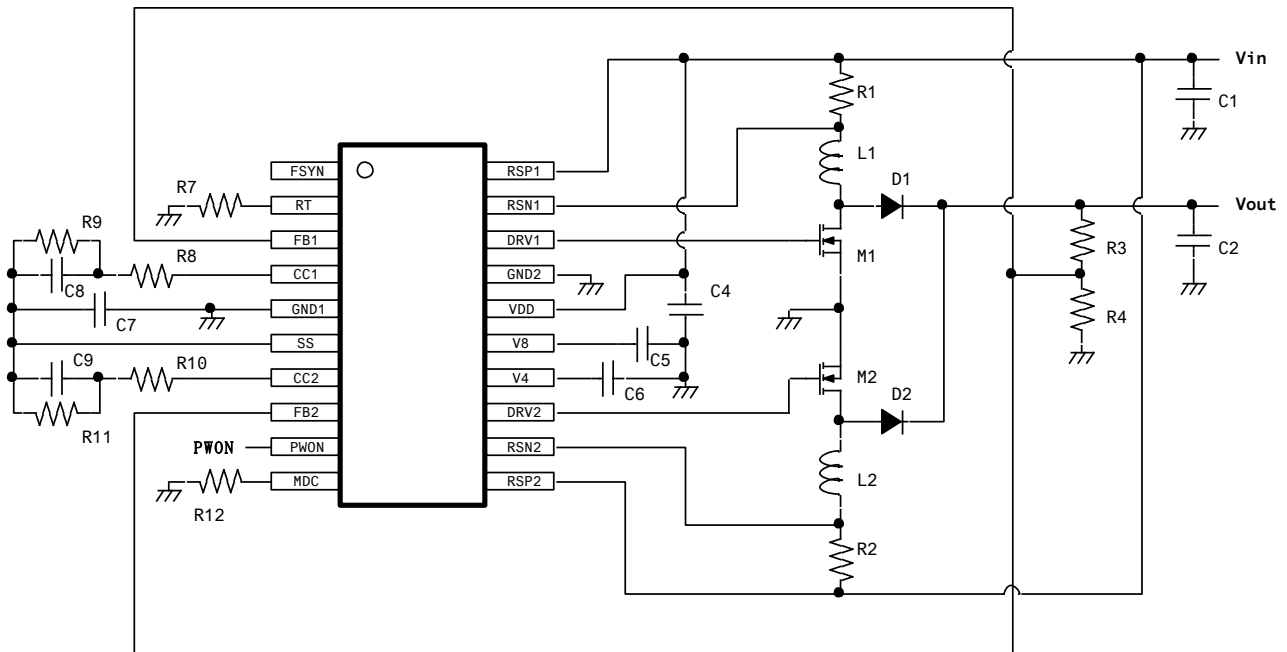 Vin
R1
C1
L1
FSYN
RSP1
R7
D1
RT
RSN1
Vout
R9
FB1
DRV1
R3
C2
R8
M1
CC1
GND2
C8
C4
GND1
VDD
R4
C7
SS
V8
C9
R10
C5
CC2
V4
M2
C6
D2
FB2
DRV2
R11
PWON
PWON
RSN2
L2
MDC
RSP2
R12
R2